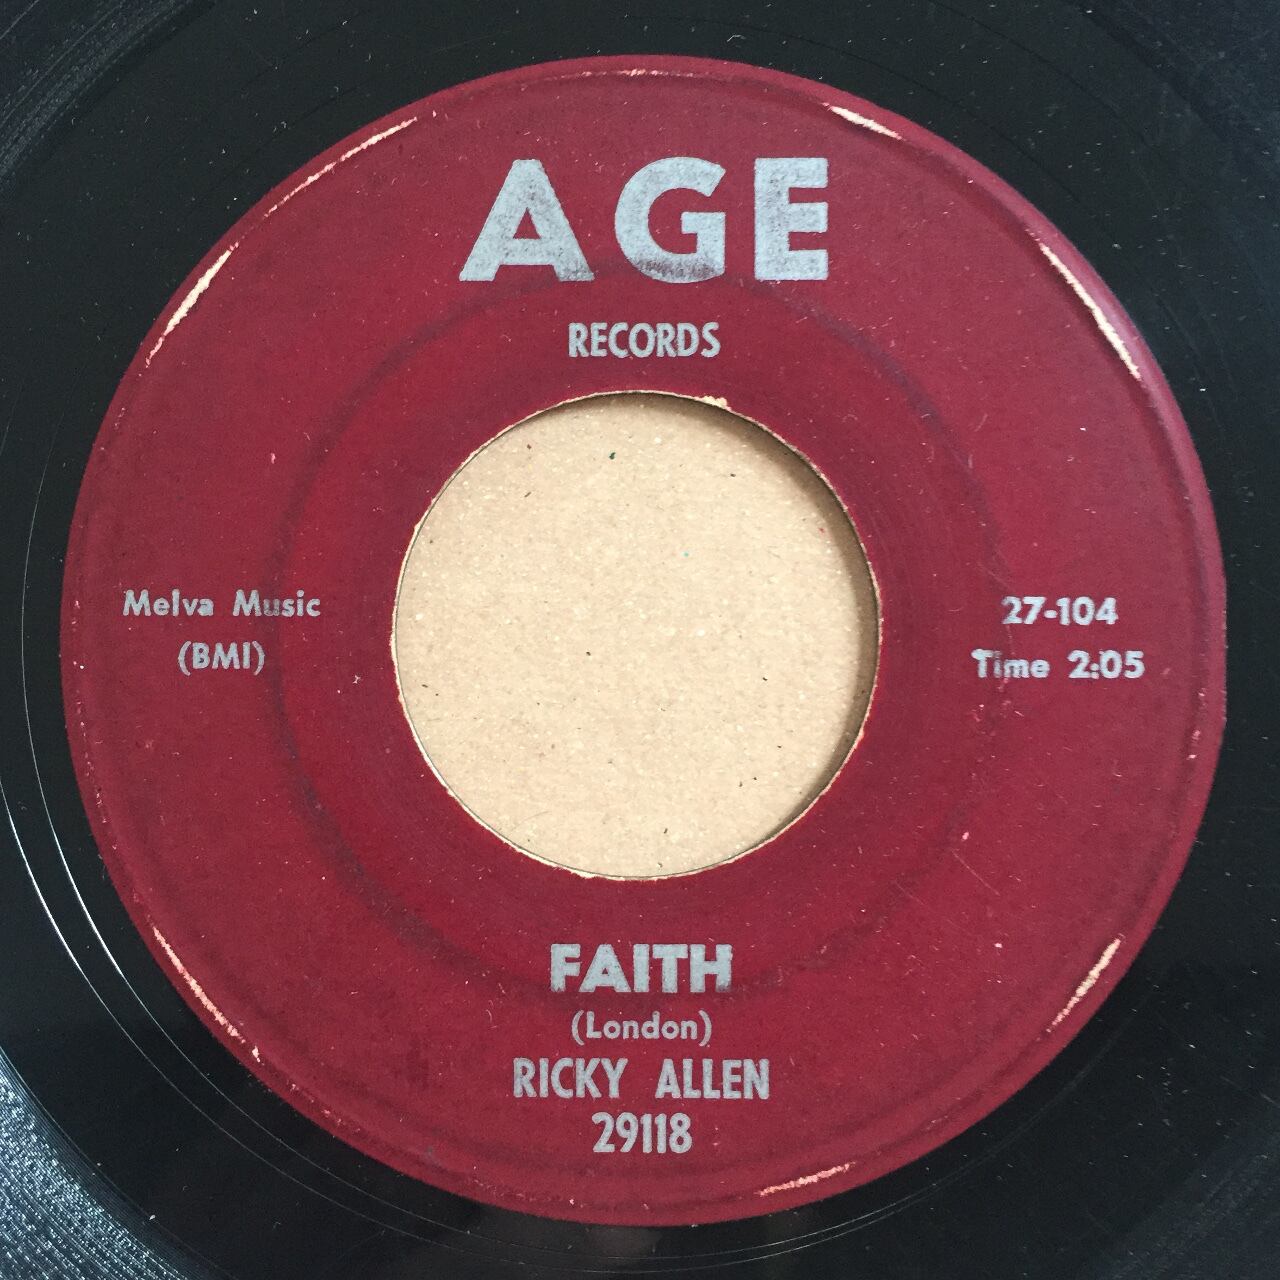 AGE
RECORDS
Melva Music
(BMI)
27-104
Time 2:05
FAITH
(London)
RICKY ALLEN
29118